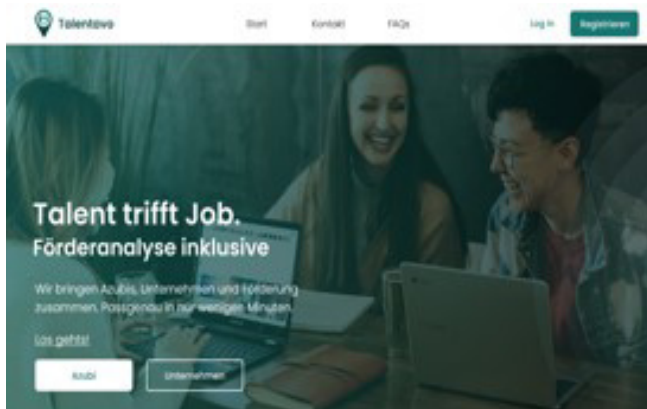 Talentovo
Start
Kontakt
FAQs
Log in
Registrieren
Talent trifft Job.
Förderanalyse inklusive
Wir bringen Azubis, Unternehmen und Förderung
zusammen. Passgenau in nur wenigen Minuten.
Los gehts!
Azubi
Unternehmen